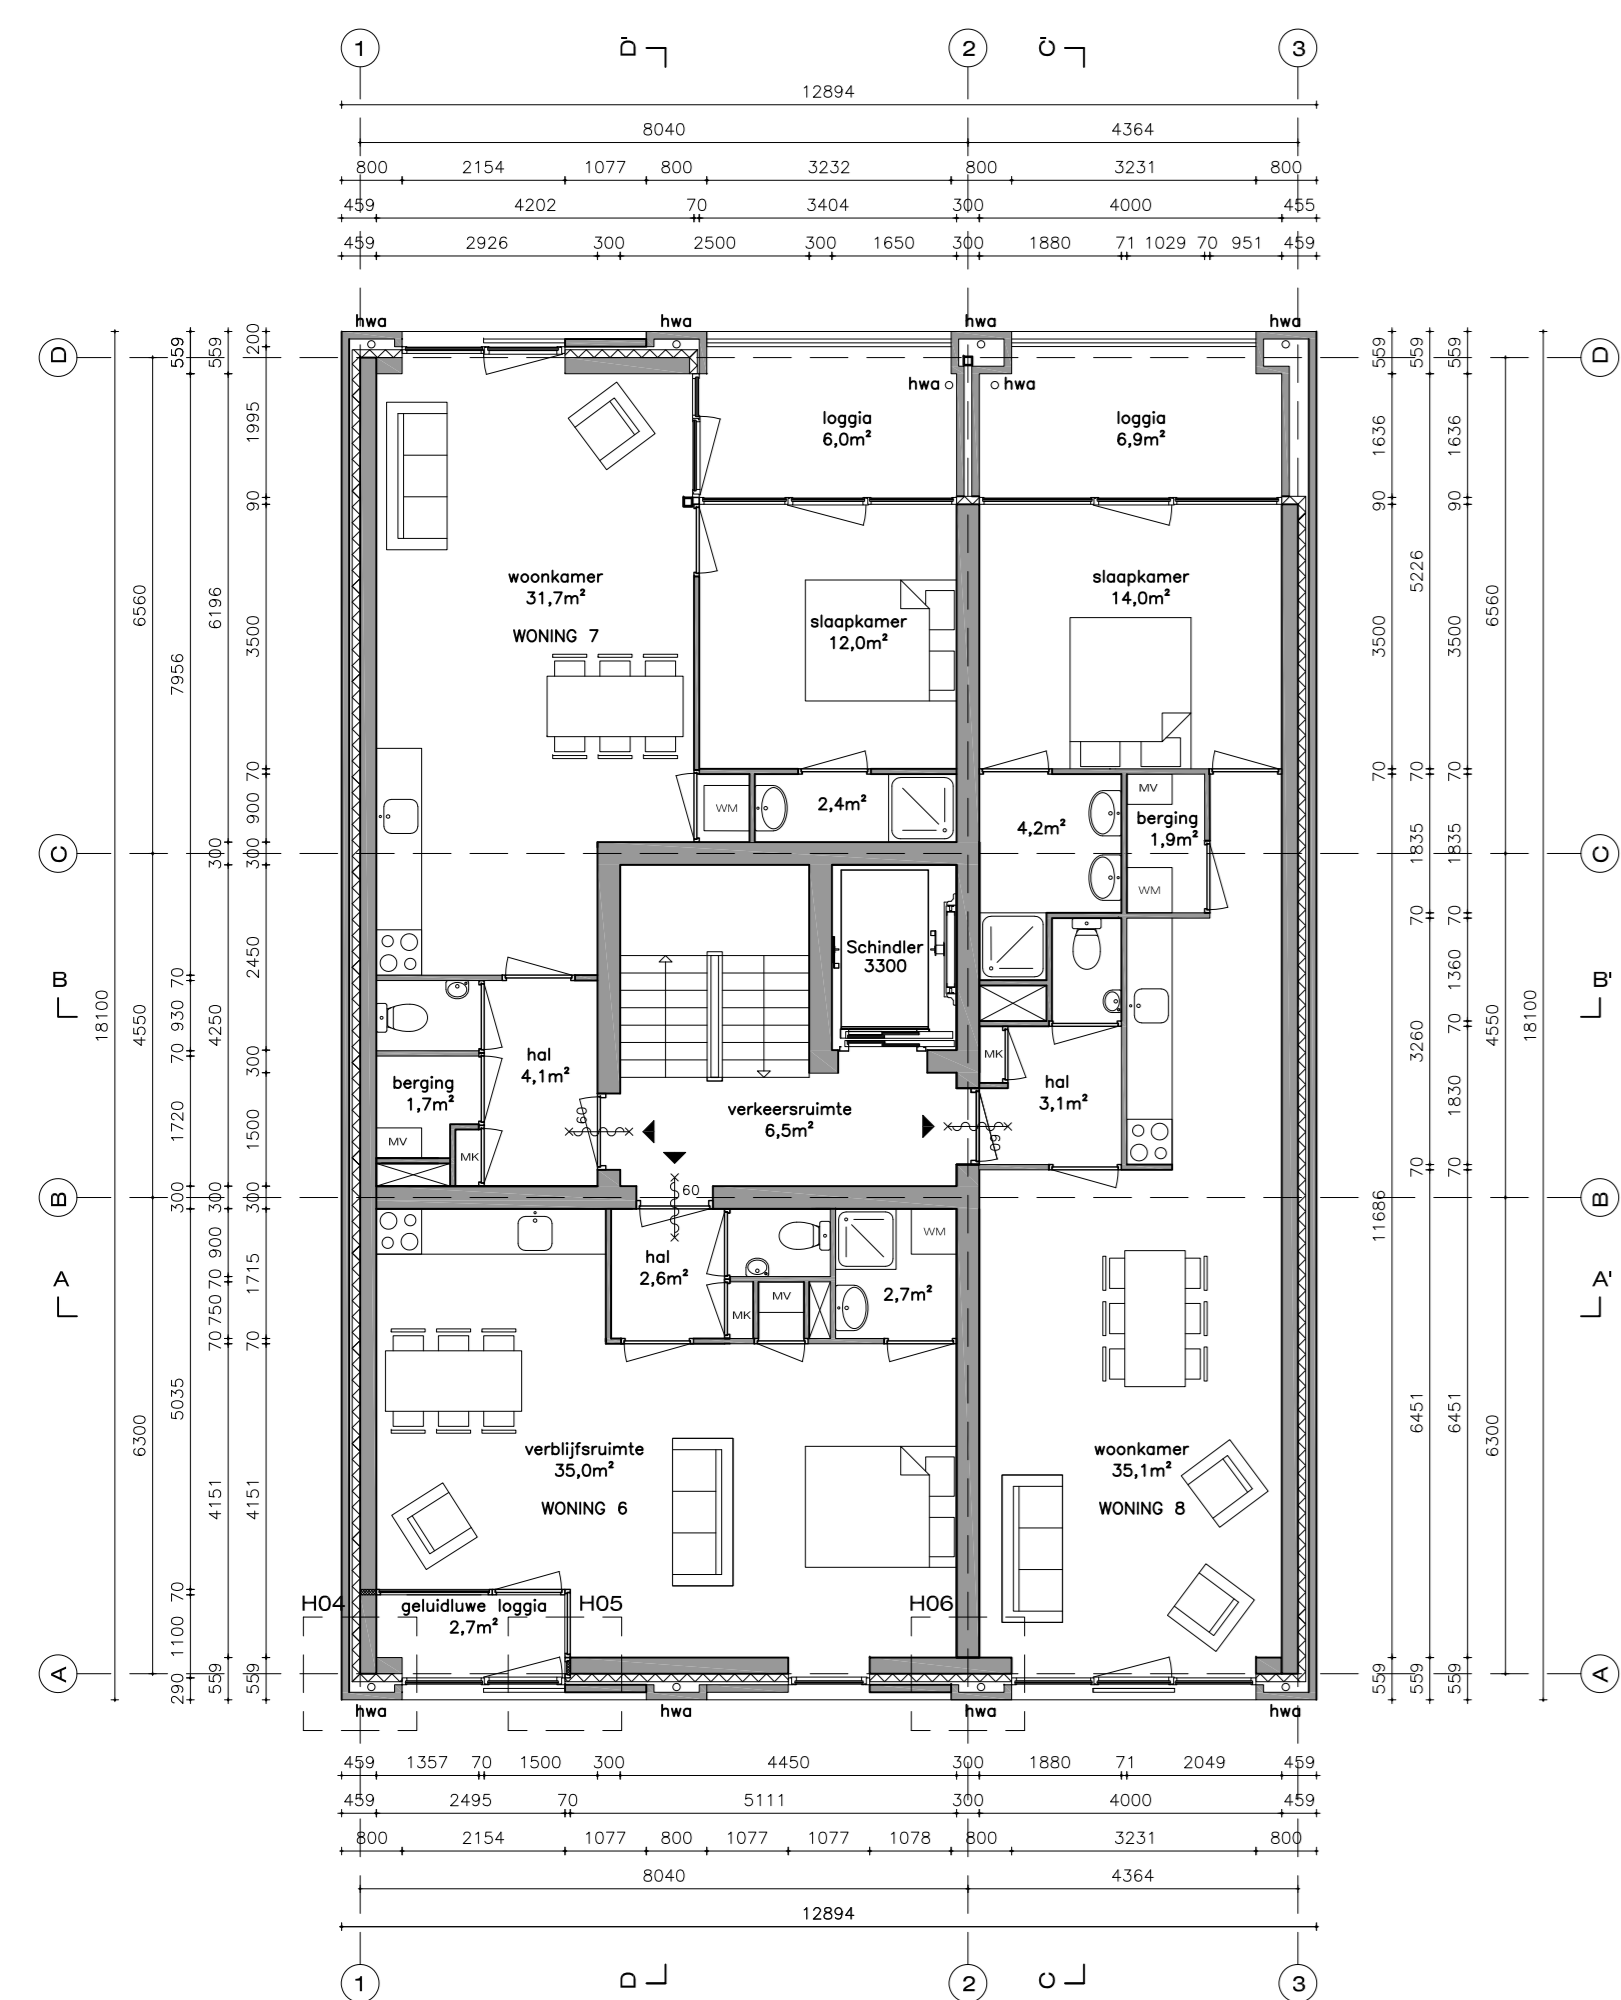 1 D' 2 C' 3
12894
8040 4364
800 2154 1077 800 3232 800 3231 800
459 4202 70 3404 300 4000 455
459 2926 300 2500 300 1650 300 1880 71 1029 70 951 459
hwa hwa hwa hwa
D D
hwa hwa
loggia
6,0m²
loggia
6,9m²
woonkamer
31,7m²
WONING 7
slaapkamer
12,0m²
slaapkamer
14,0m²
WM
2,4m²
4,2m²
MV
berging
1,9m²
WM
C C
Schindler
3300
B B'
hal
4,1m²
berging
1,7m²
MV
MK
60
verkeersruimte
6,5m²
60
MK
hal
3,1m²
B B
60
A A'
hal
2,6m²
MK
MV
WM
2,7m²
verblijfsruimte
35,0m²
WONING 6
woonkamer
35,1m²
WONING 8
H04 H05 H06
geluidluwe loggia
2,7m²
A A
hwa hwa hwa hwa
18100
6560 4550 6300
559 7956 70 930 70 1720 300 5035 70 1100 290
559 6196 300 4250 300 900 70 750 70 4151 559
200 1995 90 3500 70 900 300 2450 300 1500 300 1715 70 4151 559
559 1636 90 3500 70 11686 559
559 5226 70 1835 70 3260 70 6451 559
559 1636 90 3500 70 1835 70 1360 70 1830 70 6451 559
6560 4550 6300
18100
459 1357 70 1500 300 4450 300 1880 71 2049 459
459 2495 70 5111 300 4000 459
800 2154 1077 800 1077 1077 1078 800 3231 800
8040 4364
12894
1 D 2 C 3